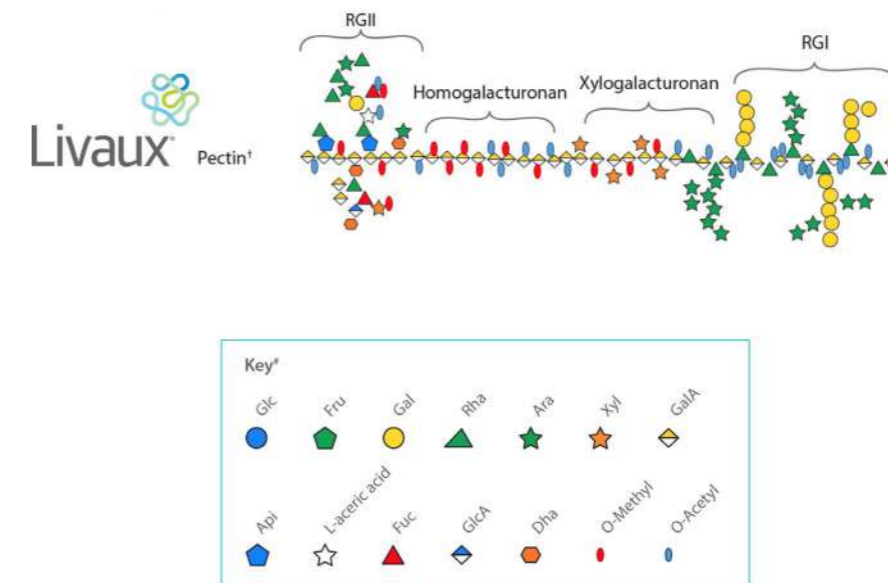 RGII
RGI
Homogalacturonan
Xylogalacturonan
Livaux
Pectin†
Key#
Glc
Fru
Gal
Rha
Ara
Xyl
GalA
Api
L-aceric acid
Fuc
GlcA
Dha
O-Methyl
O-Acetyl